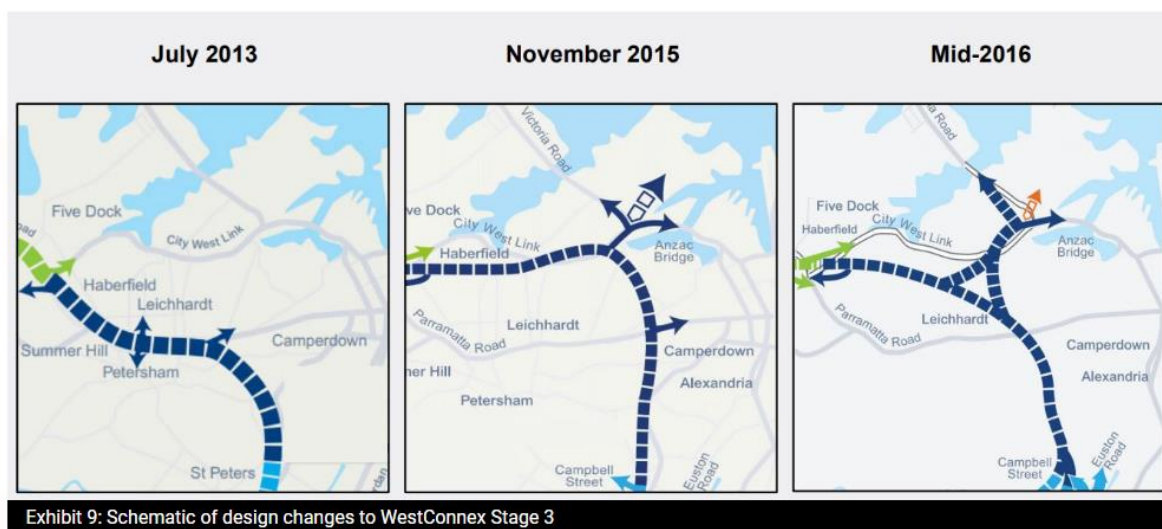 July 2013
November 2015
Mid-2016
Five Dock
City West Link
Haberfield
Leichhardt
Summer Hill
Camperdown
Petersham
St Peters
Victoria Road
Five Dock
City West Link
Anzac
Bridge
Haberfield
Parramatta Road
Leichhardt
Camperdown
mer Hill
Alexandria
Petersham
Campbell
Street
Euston
Road
Road
Five Dock
Haberfield
City West Link
Anzac
Bridge
Leichhardt
Parramatta Road
Camperdown
Alexandria
Campbell
Street
Euston
Road
Exhibit 9: Schematic of design changes to WestConnex Stage 3